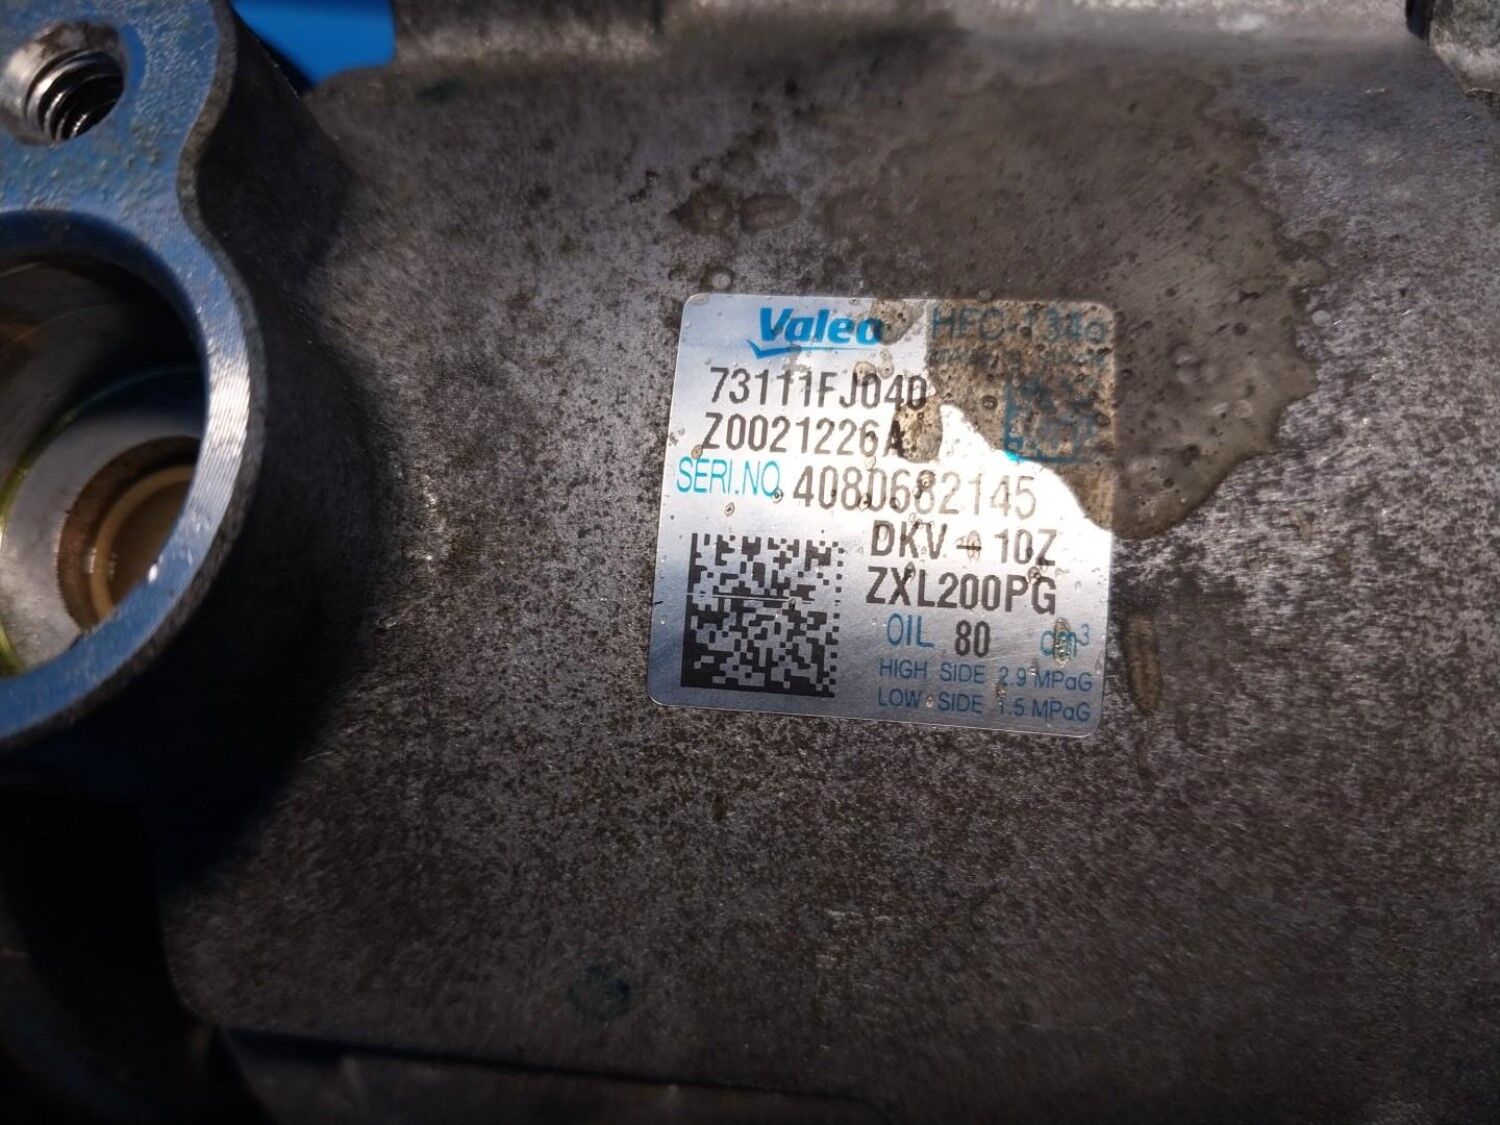 Valeo HFC-134a
73111FJ040
Z0021226A
SERI.NO. 4080682145
DKV-10Z
ZXL200PG
OIL 80 cm³
HIGH SIDE 2.9 MPaG
LOW SIDE 1.5 MPaG